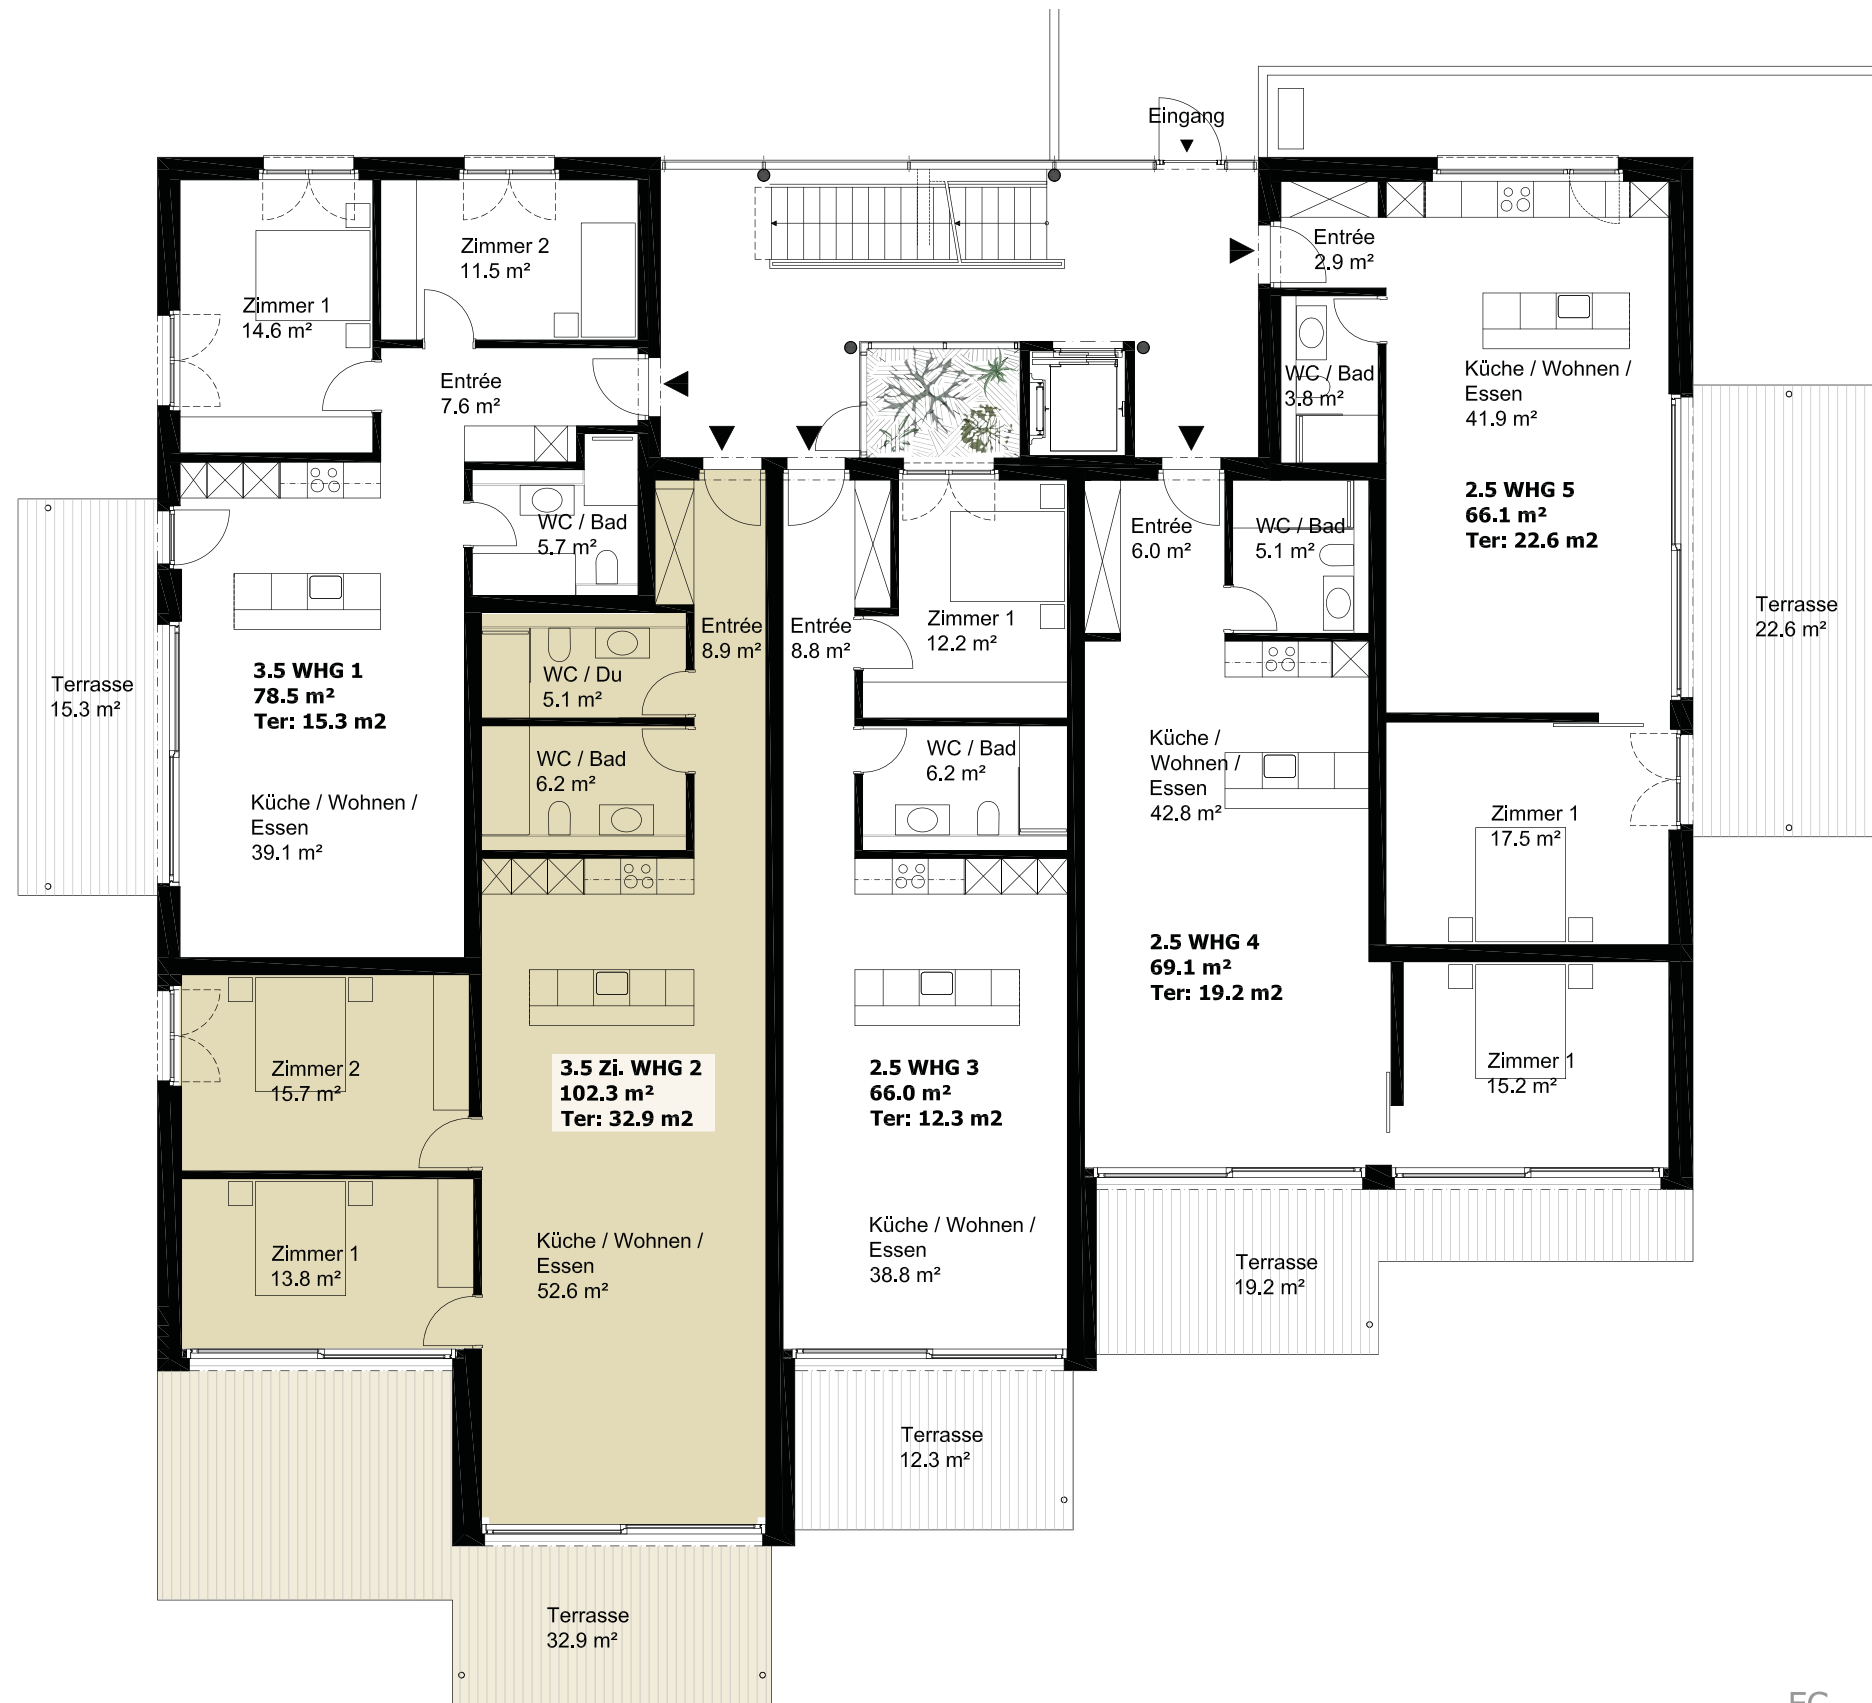 Eingang
Zimmer 2
11.5 m²
Entrée
2.9 m²
Zimmer 1
14.6 m²
Entrée
7.6 m²
WC / Bad
3.8 m²
Küche / Wohnen /
Essen
41.9 m²
2.5 WHG 5
66.1 m²
Ter: 22.6 m2
WC / Bad
5.7 m²
Entrée
6.0 m²
WC / Bad
5.1 m²
Terrasse
22.6 m²
Entrée
8.9 m²
Entrée
8.8 m²
Zimmer 1
12.2 m²
3.5 WHG 1
78.5 m²
Ter: 15.3 m2
Terrasse
15.3 m²
WC / Du
5.1 m²
WC / Bad
6.2 m²
WC / Bad
6.2 m²
Küche /
Wohnen /
Essen
42.8 m²
Küche / Wohnen /
Essen
39.1 m²
Zimmer 1
17.5 m²
2.5 WHG 4
69.1 m²
Ter: 19.2 m2
Zimmer 2
15.7 m²
3.5 Zi. WHG 2
102.3 m²
Ter: 32.9 m2
2.5 WHG 3
66.0 m²
Ter: 12.3 m2
Zimmer 1
15.2 m²
Zimmer 1
13.8 m²
Küche / Wohnen /
Essen
52.6 m²
Küche / Wohnen /
Essen
38.8 m²
Terrasse
19.2 m²
Terrasse
12.3 m²
Terrasse
32.9 m²